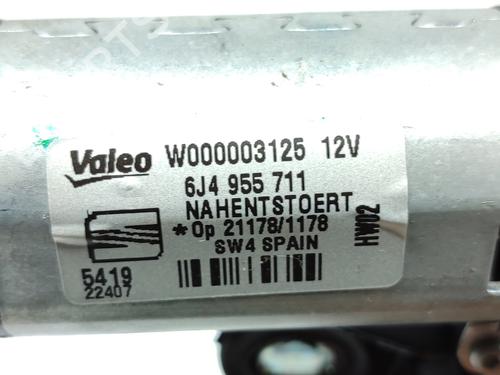 Valeo W000003125 12V
6J4 955 711
NAHENTSTOERT
*Op 21178/1178
SW4 SPAIN
HW02
5419
22407